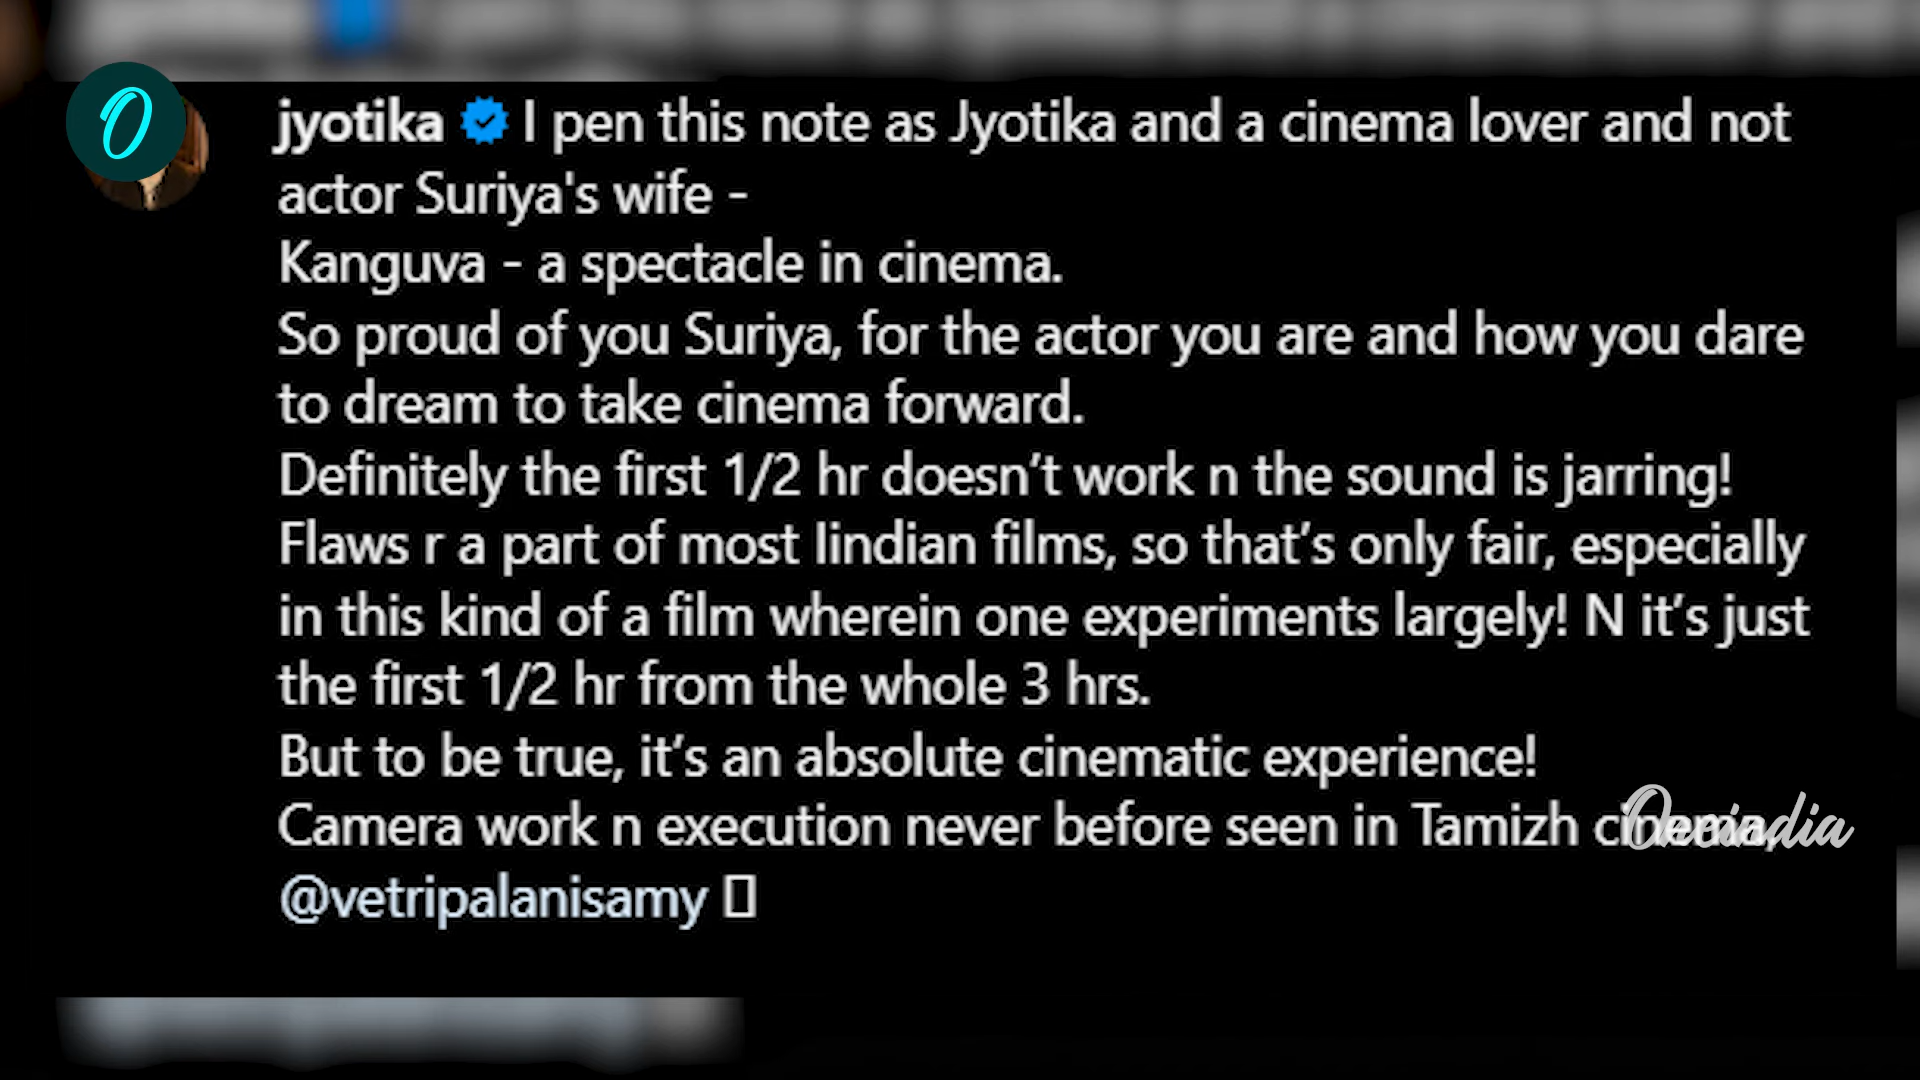 O
jyotika I pen this note as Jyotika and a cinema lover and not
actor Suriya's wife -
Kanguva - a spectacle in cinema.
So proud of you Suriya, for the actor you are and how you dare
to dream to take cinema forward.
Definitely the first 1/2 hr doesn’t work n the sound is jarring!
Flaws r a part of most Iindian films, so that’s only fair, especially
in this kind of a film wherein one experiments largely! N it’s just
the first 1/2 hr from the whole 3 hrs.
But to be true, it’s an absolute cinematic experience!
Camera work n execution never before seen in Tamizh cinema,
Oneindia
@vetripalanisamy